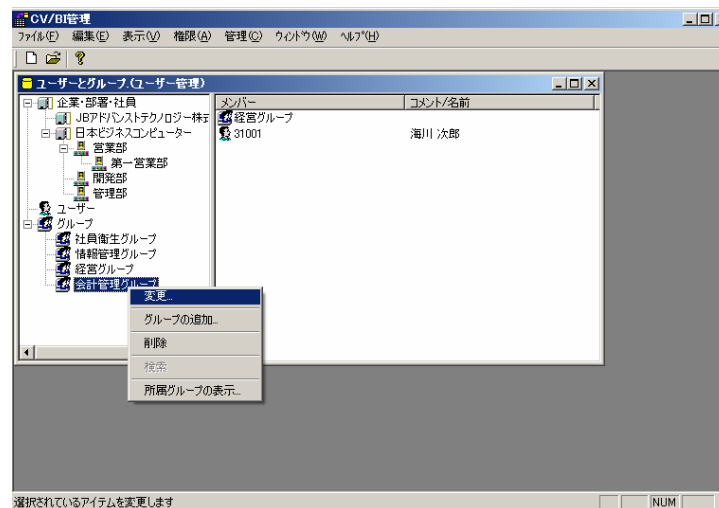 CV/BI管理
ファイル(F) 編集(E) 表示(V) 権限(A) 管理(C) ウィンドウ(W) ヘルプ(H)
ユーザーとグループ.(ユーザー管理)
企業・部署・社員
JBアドバンストテクノロジー株式
日本ビジネスコンピューター
営業部
第一営業部
開発部
管理部
ユーザー
グループ
社員衛生グループ
情報管理グループ
経営グループ
会計管理グループ
メンバー コメント/名前
経営グループ
31001 海川 次郎
変更...
グループの追加...
削除
検索
所属グループの表示...
選択されているアイテムを変更します
NUM